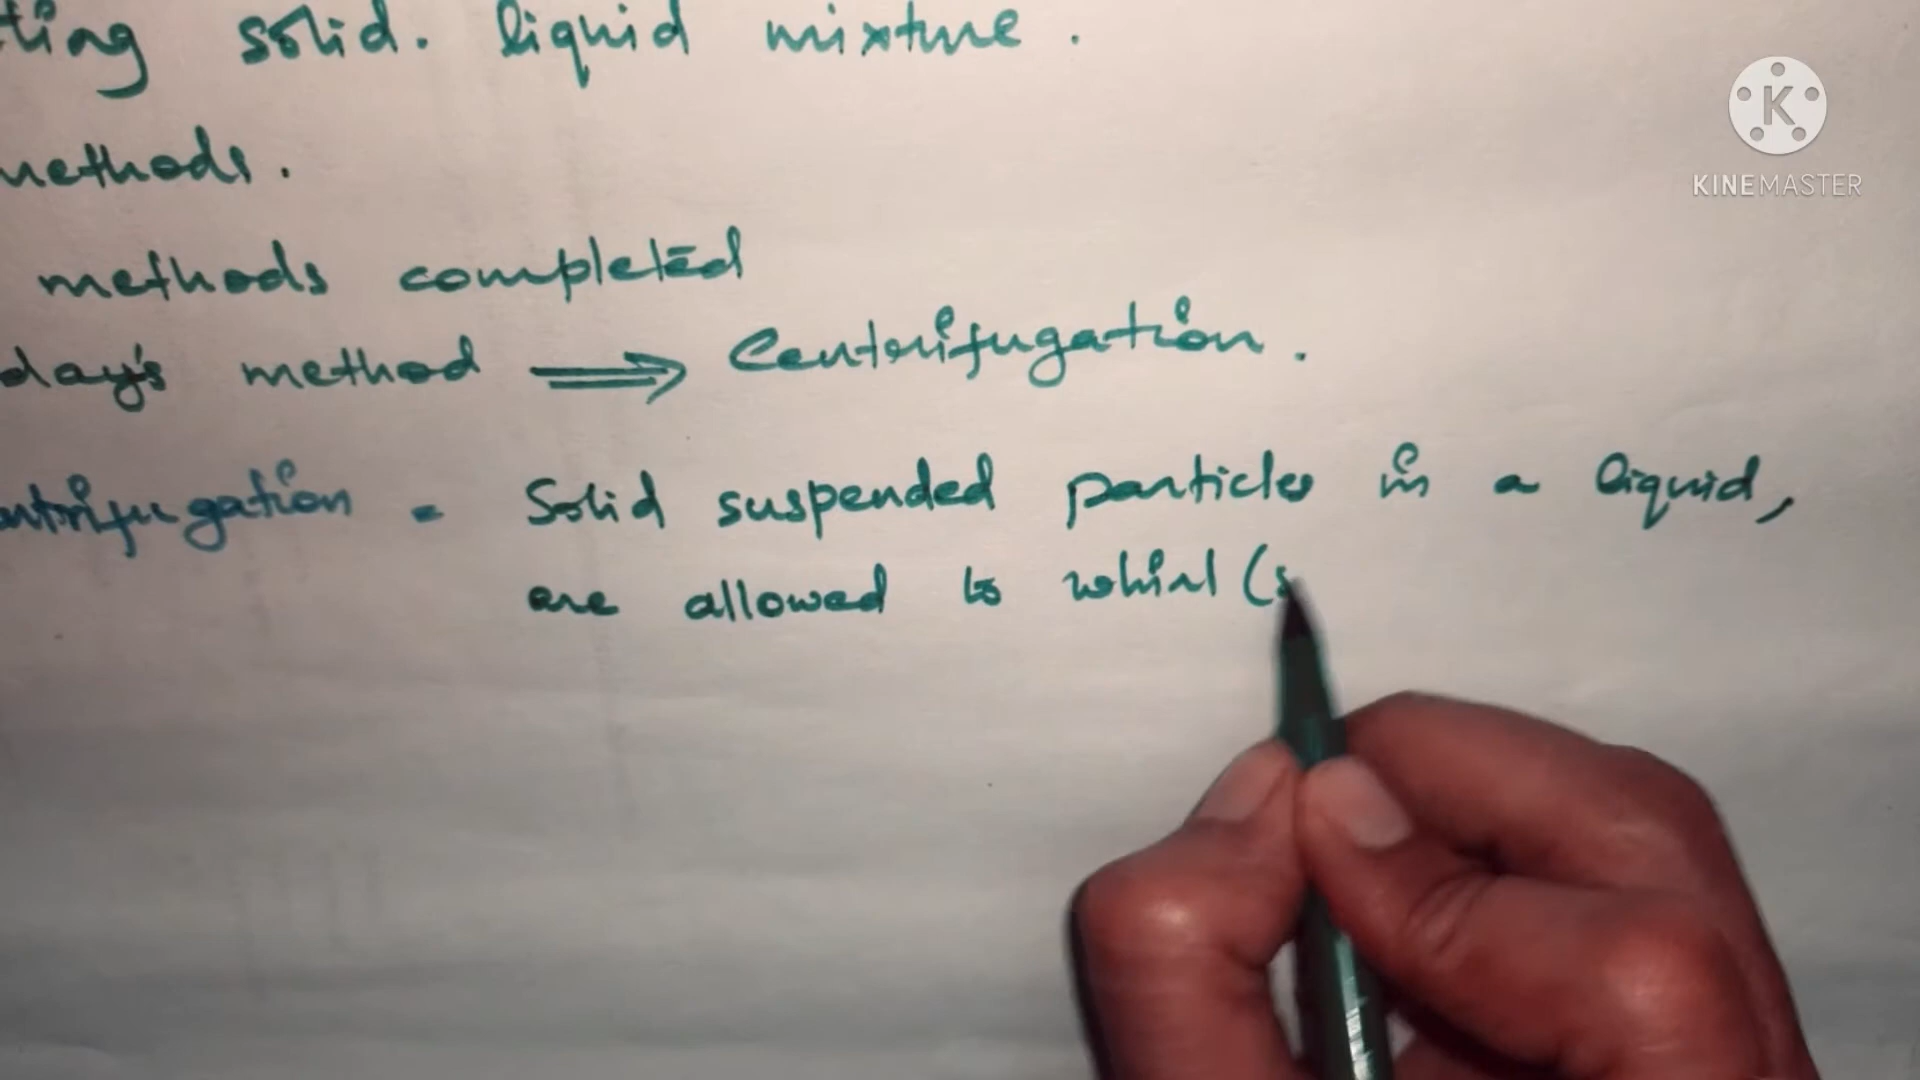 ting solid. liquid mixture.
methods.
methods completed
day's method ⟹ Centrifugation.
entrifugation = Solid suspended particles in a liquid,
are allowed to whirl (s
K
KINEMASTER